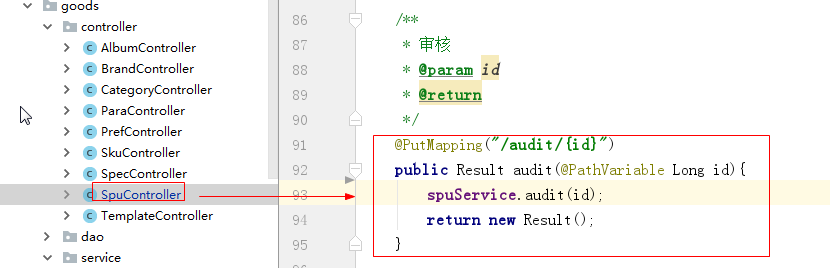 goods
controller
AlbumController
BrandController
CategoryController
ParaController
PrefController
SkuController
SpecController
SpuController
TemplateController
dao
service
86 /**
87 * 审核
88 * @param id
89 * @return
90 */
91 @PutMapping("/audit/{id}")
92 public Result audit(@PathVariable Long id){
93 spuService.audit(id);
94 return new Result();
95 }